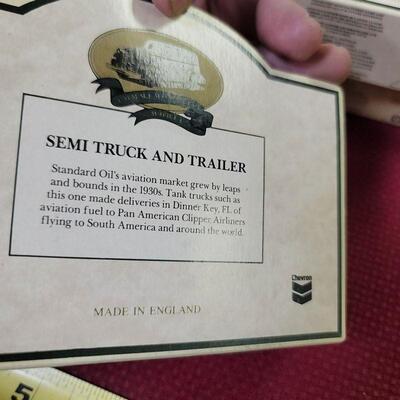 SEMI TRUCK AND TRAILER
Standard Oil's aviation market grew by leaps
and bounds in the 1930s. Tank trucks such as
this one made deliveries in Dinner Key, FL of
aviation fuel to Pan American Clipper Airliners
flying to South America and around the world.
Chevron
MADE IN ENGLAND
5